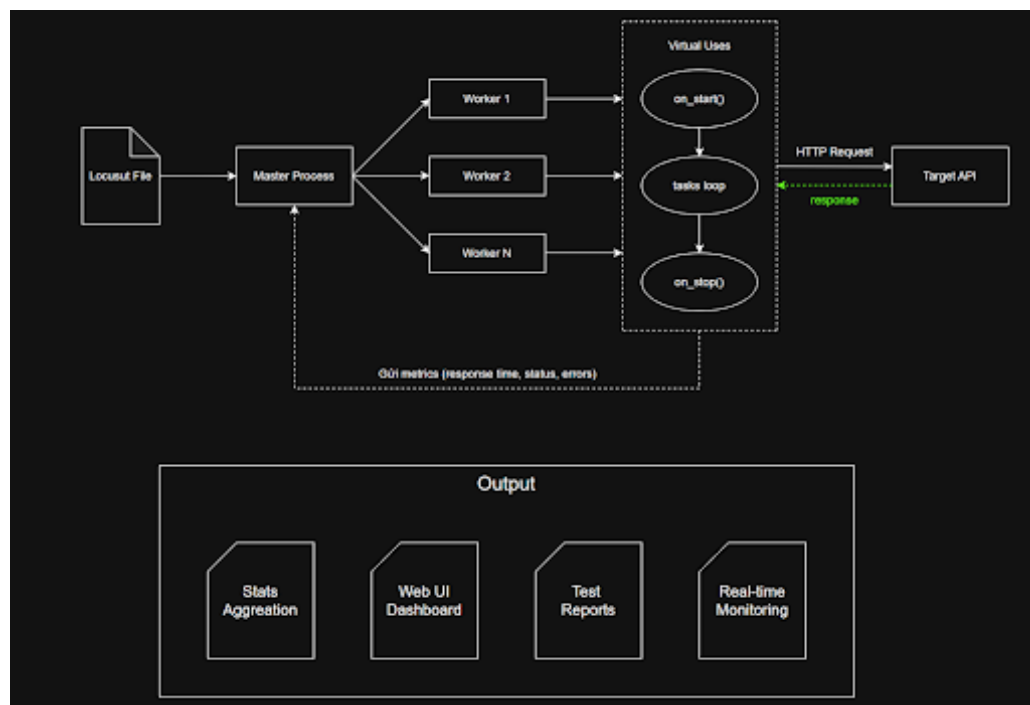 Virtual Uses
Locusut File
Master Process
Worker 1
Worker 2
Worker N
on_start()
tasks loop
on_stop()
HTTP Request
response
Target API
Gửi metrics (response time, status, errors)
Output
Stats
Aggreation
Web UI
Dashboard
Test
Reports
Real-time
Monitoring